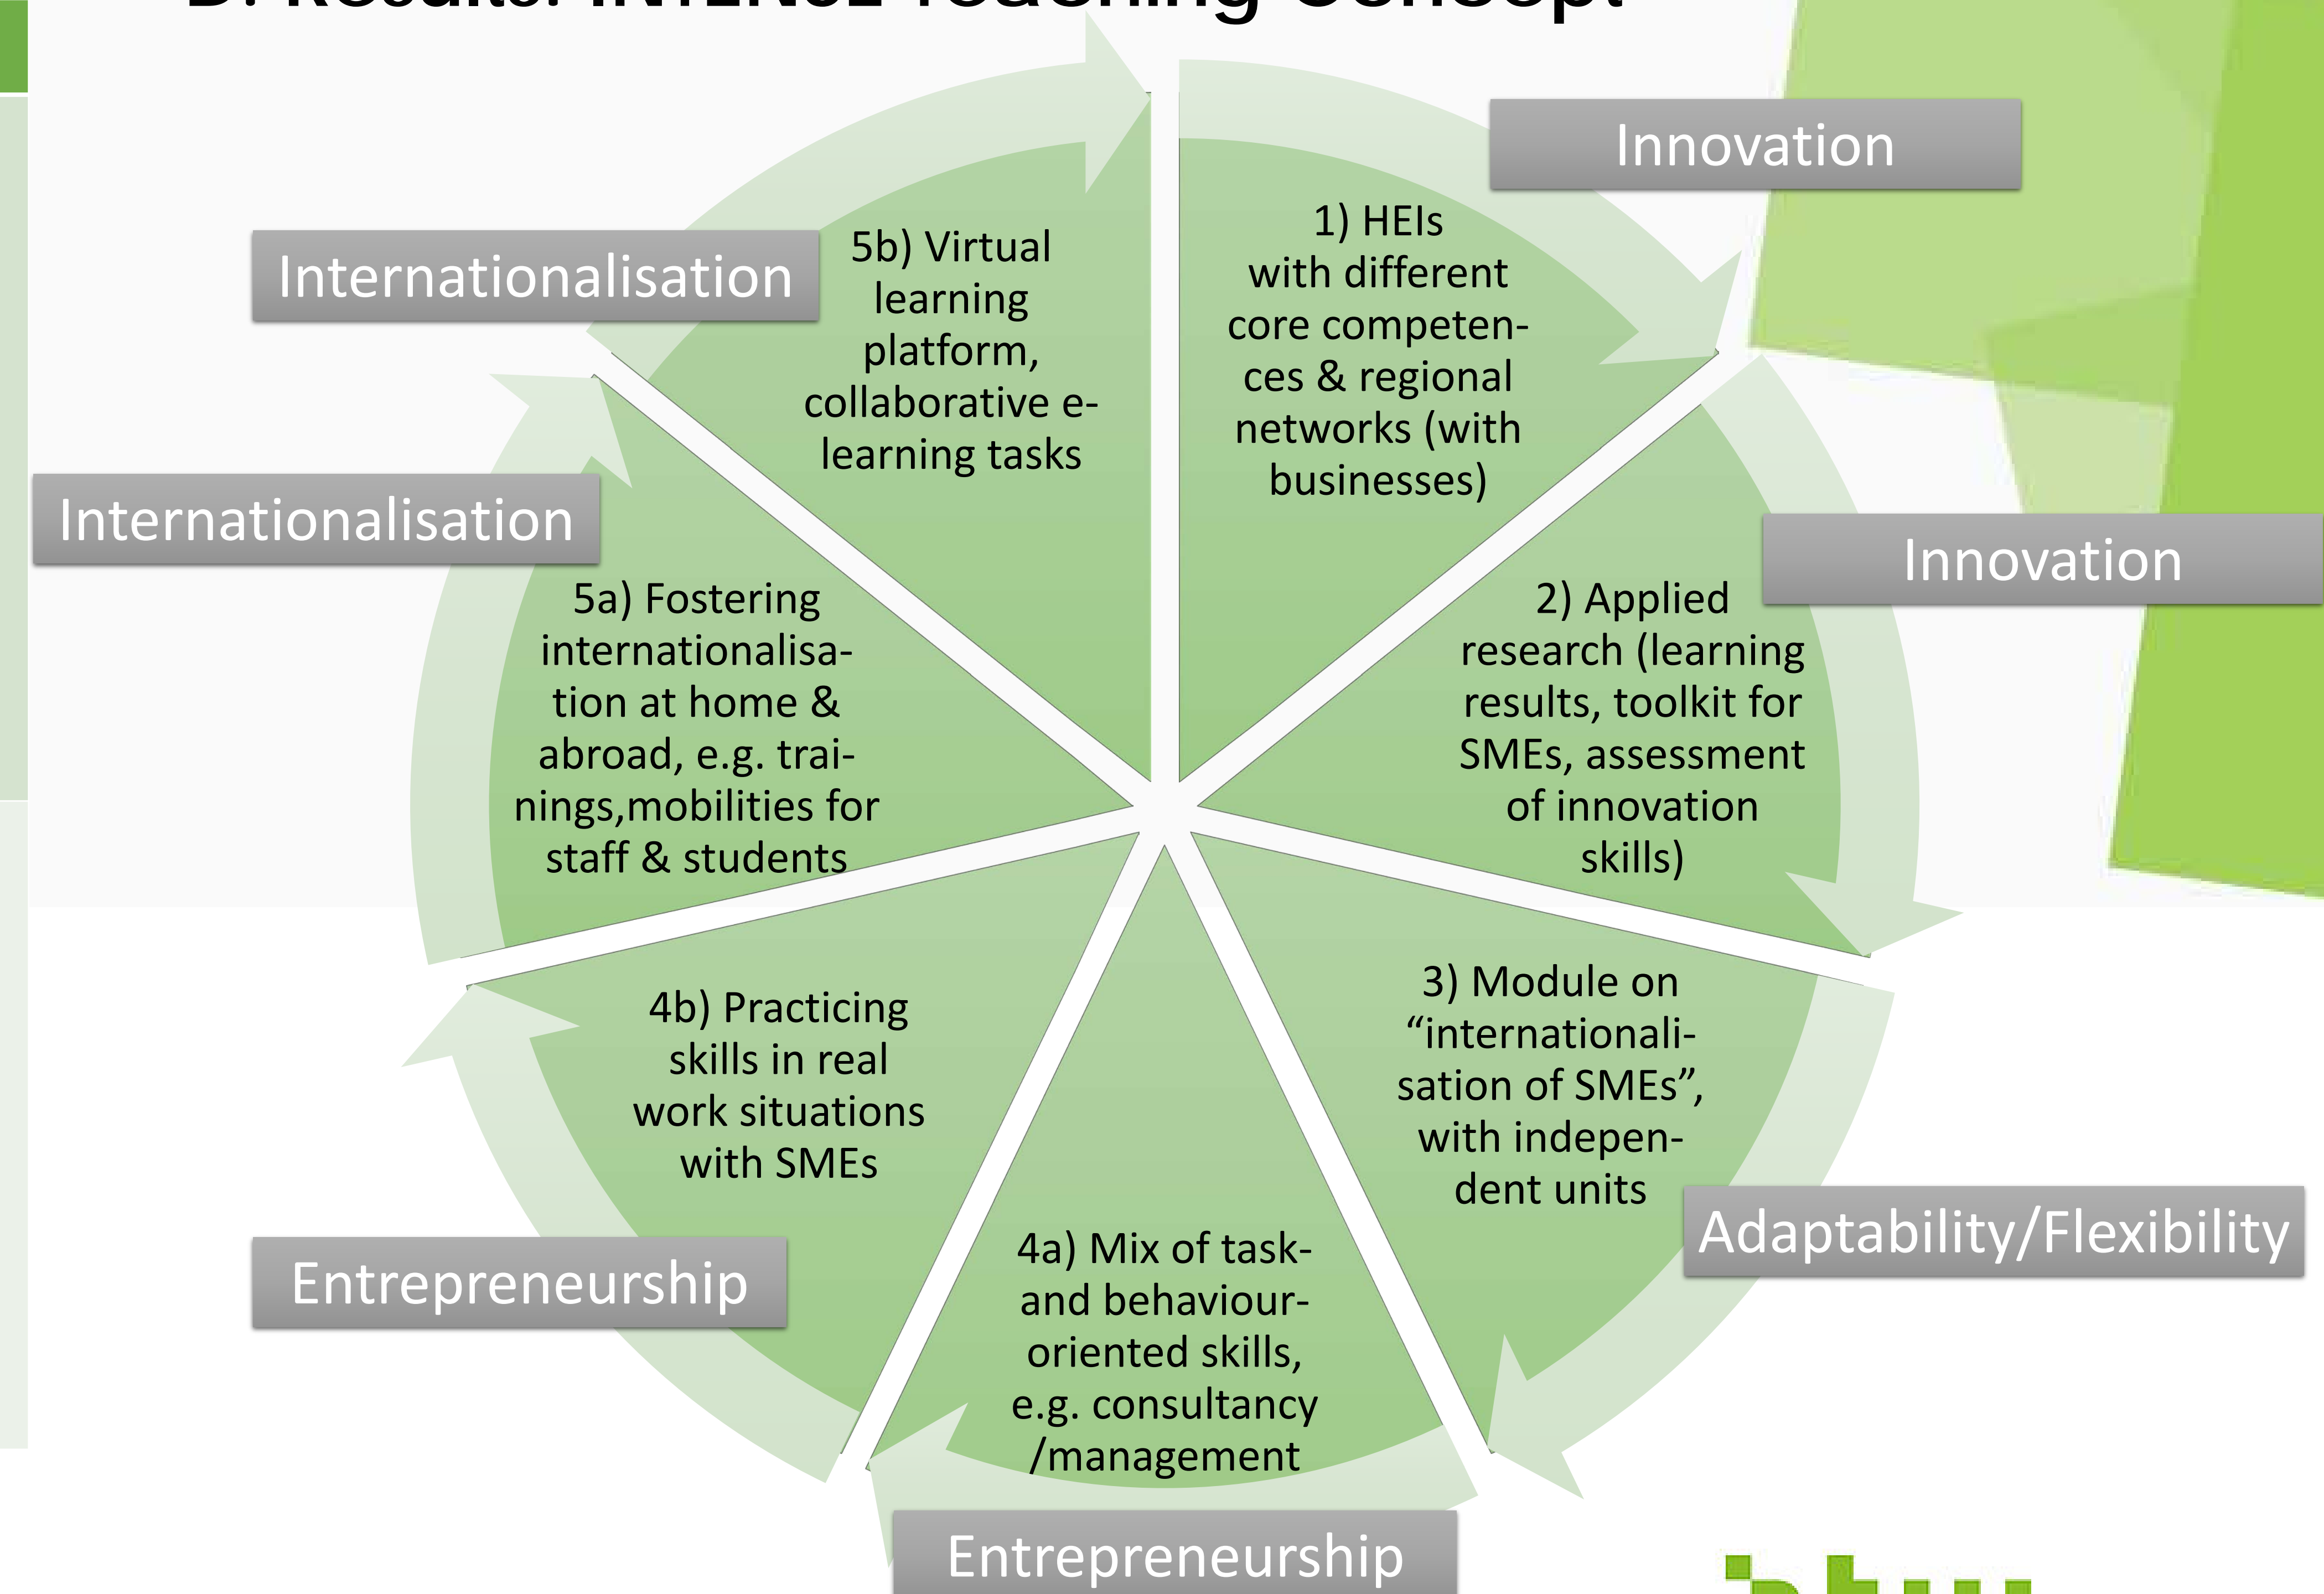 D. Results: INTENSE Teaching Concept
Innovation
1) HEIs
with different
core competen-
ces & regional
networks (with
businesses)
Innovation
2) Applied
research (learning
results, toolkit for
SMEs, assessment
of innovation
skills)
3) Module on
“internationali-
sation of SMEs”,
with indepen-
dent units
Adaptability/Flexibility
4a) Mix of task-
and behaviour-
oriented skills,
e.g. consultancy
/management
Entrepreneurship
4b) Practicing
skills in real
work situations
with SMEs
Entrepreneurship
Internationalisation
5a) Fostering
internationalisa-
tion at home &
abroad, e.g. trai-
nings,mobilities for
staff & students
Internationalisation
5b) Virtual
learning
platform,
collaborative e-
learning tasks